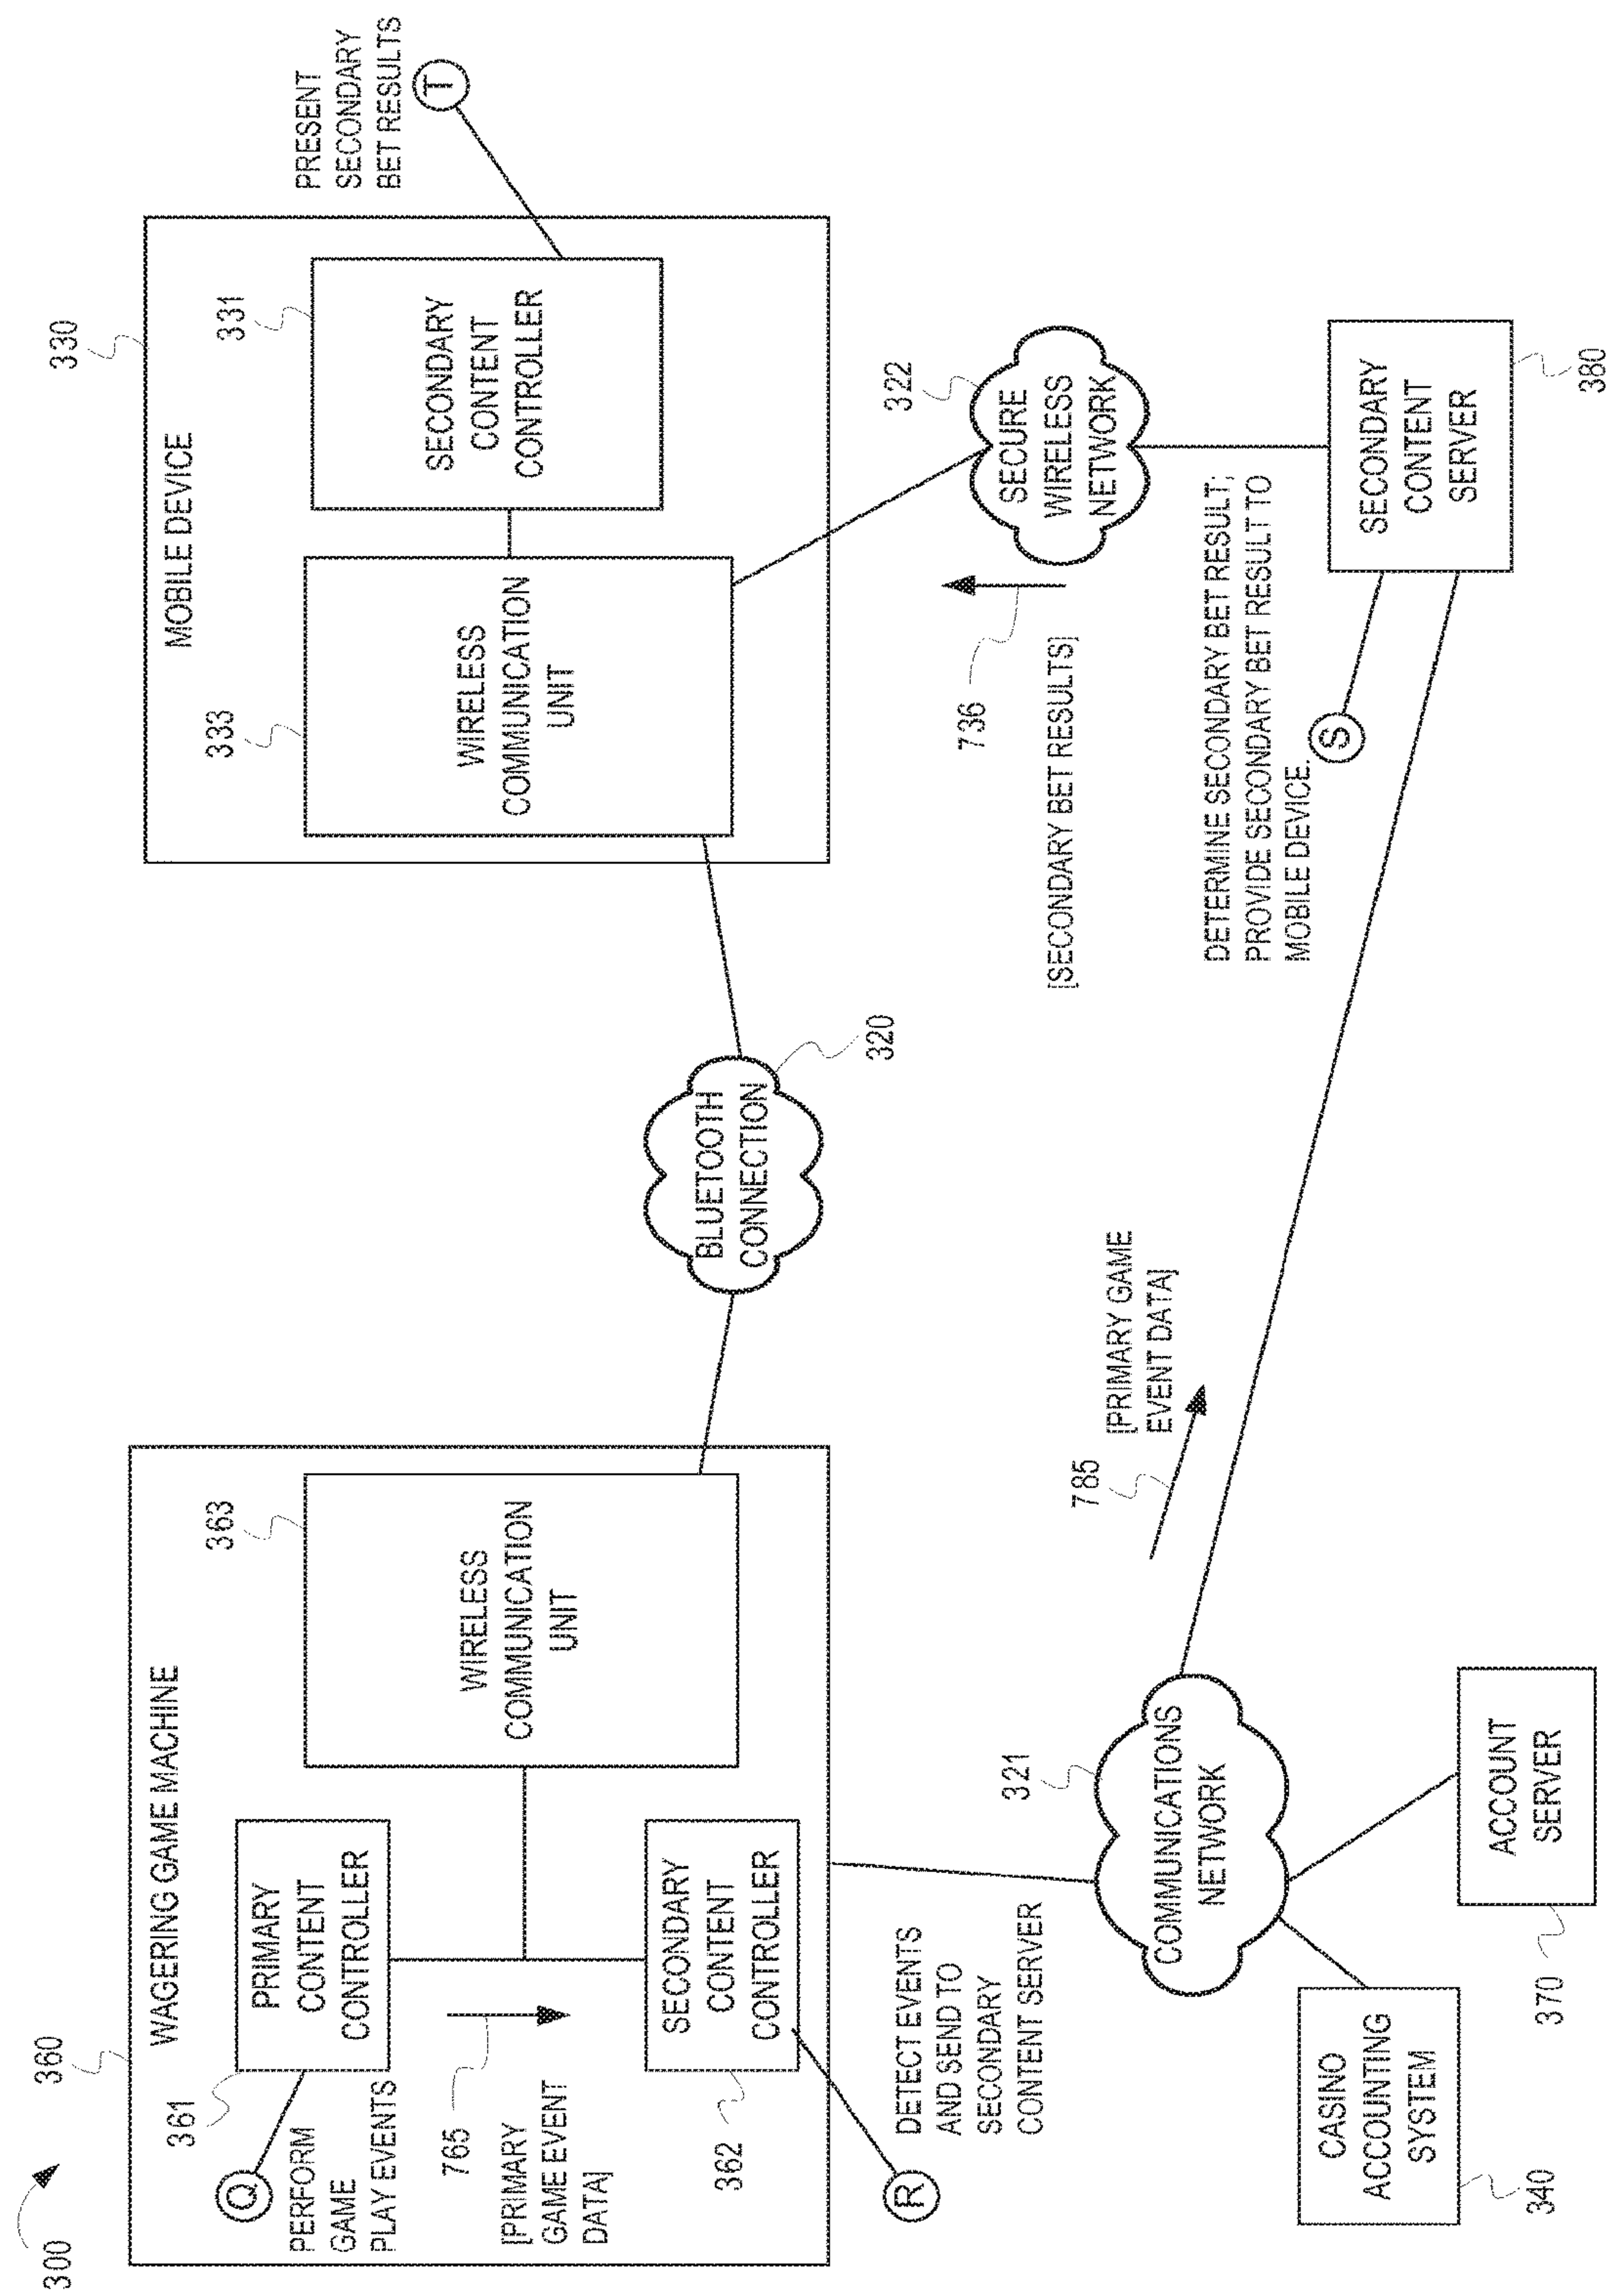 300
360
WAGERING GAME MACHINE
361
PRIMARY
CONTENT
CONTROLLER
Q
PERFORM
GAME
PLAY EVENTS
765
[PRIMARY
GAME EVENT
DATA]
362
SECONDARY
CONTENT
CONTROLLER
363
WIRELESS
COMMUNICATION
UNIT
R
DETECT EVENTS
AND SEND TO
SECONDARY
CONTENT SERVER
BLUETOOTH
CONNECTION
320
330
MOBILE DEVICE
333
WIRELESS
COMMUNICATION
UNIT
331
SECONDARY
CONTENT
CONTROLLER
PRESENT
SECONDARY
BET RESULTS
T
321
COMMUNICATIONS
NETWORK
CASINO
ACCOUNTING
SYSTEM
340
ACCOUNT
SERVER
370
785
[PRIMARY GAME
EVENT DATA]
322
SECURE
WIRELESS
NETWORK
736
[SECONDARY BET RESULTS]
DETERMINE SECONDARY BET RESULT;
PROVIDE SECONDARY BET RESULT TO
MOBILE DEVICE.
S
SECONDARY
CONTENT
SERVER
380